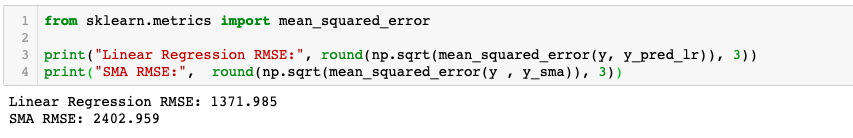 1 from sklearn.metrics import mean_squared_error
2
3 print("Linear Regression RMSE:", round(np.sqrt(mean_squared_error(y, y_pred_lr)), 3))
4 print("SMA RMSE:",  round(np.sqrt(mean_squared_error(y , y_sma)), 3))
Linear Regression RMSE: 1371.985
SMA RMSE: 2402.959